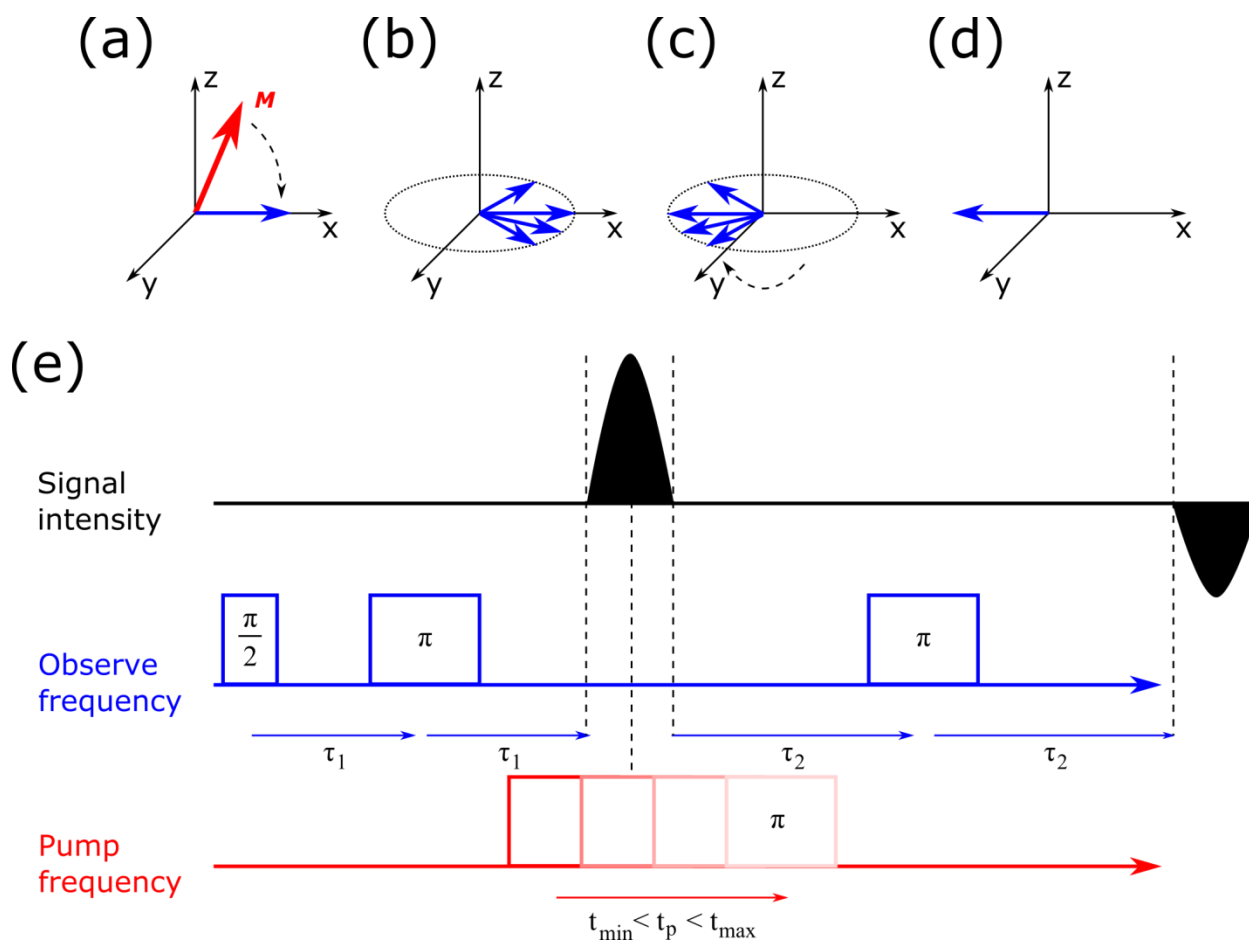 (a) (b) (c) (d)
z z z z
M
x x x x
y y y y
(e)
Signal
intensity
π/2 π π
Observe
frequency
τ1 τ1 τ2 τ2
π
Pump
frequency
tmin < tp < tmax